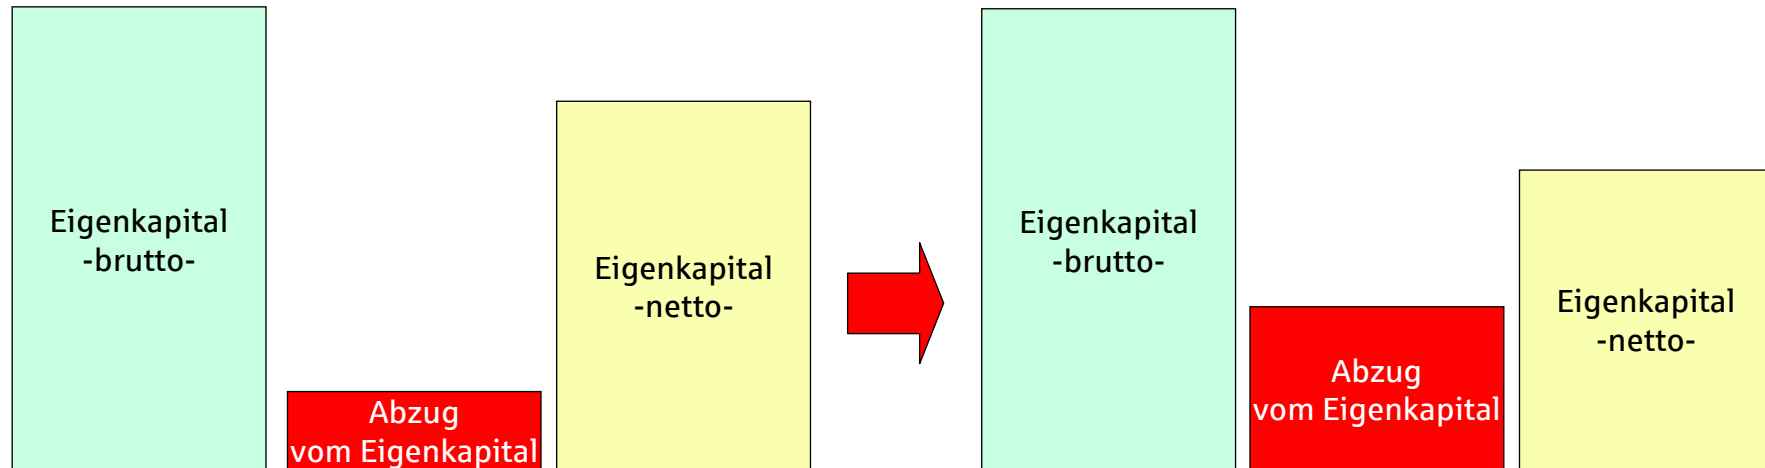 Eigenkapital
-brutto-
Abzug
vom Eigenkapital
Eigenkapital
-netto-
Eigenkapital
-brutto-
Abzug
vom Eigenkapital
Eigenkapital
-netto-